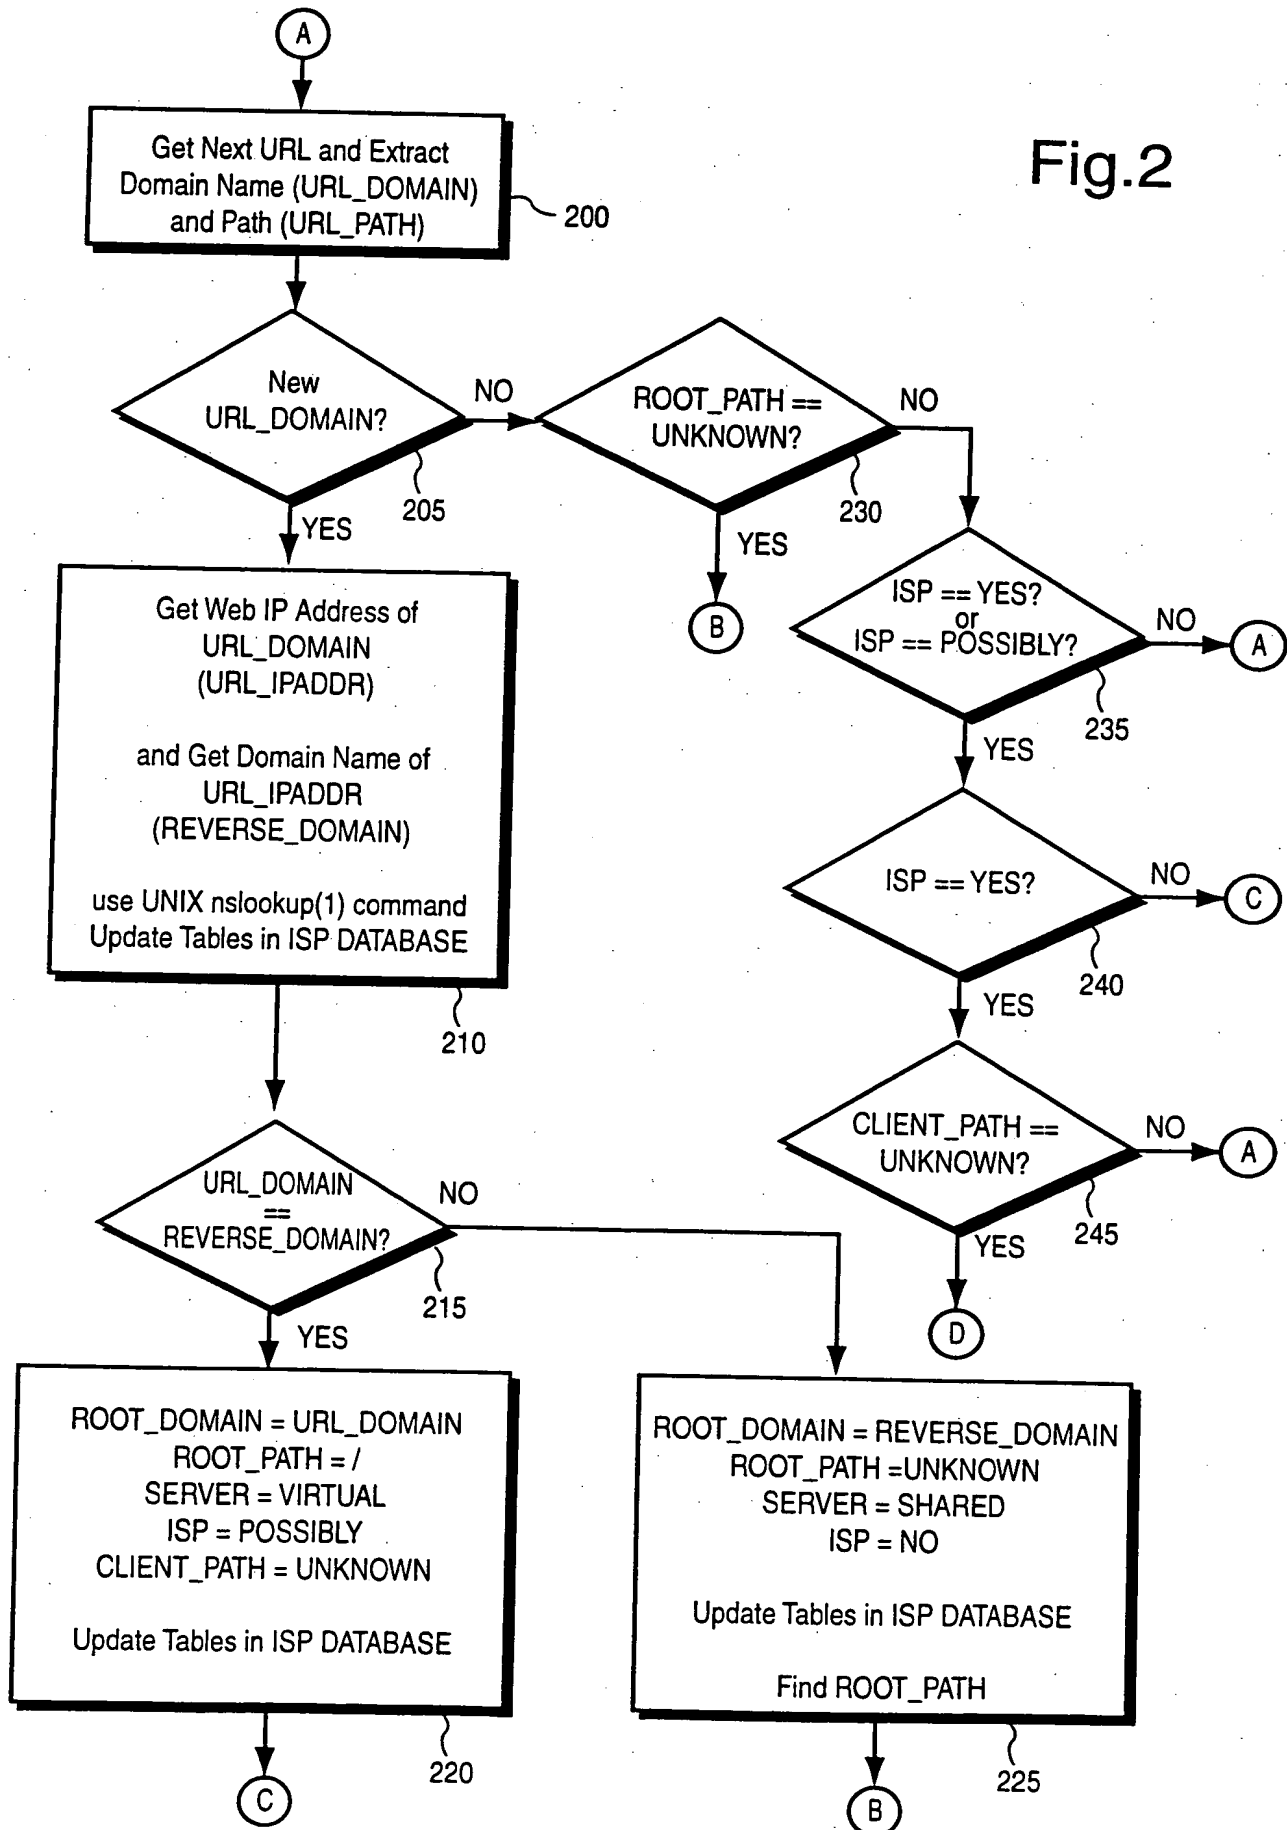 A
Fig.2
Get Next URL and Extract
Domain Name (URL_DOMAIN)
and Path (URL_PATH)
200
New
URL_DOMAIN?
NO
205
YES
ROOT_PATH ==
UNKNOWN?
NO
230
YES
B
ISP == YES?
or
ISP == POSSIBLY?
NO
A
235
YES
Get Web IP Address of
URL_DOMAIN
(URL_IPADDR)
and Get Domain Name of
URL_IPADDR
(REVERSE_DOMAIN)
use UNIX nslookup(1) command
Update Tables in ISP DATABASE
210
ISP == YES?
NO
C
240
YES
CLIENT_PATH ==
UNKNOWN?
NO
A
245
YES
D
URL_DOMAIN
==
REVERSE_DOMAIN?
NO
215
YES
ROOT_DOMAIN = URL_DOMAIN
ROOT_PATH = /
SERVER = VIRTUAL
ISP = POSSIBLY
CLIENT_PATH = UNKNOWN
Update Tables in ISP DATABASE
220
C
ROOT_DOMAIN = REVERSE_DOMAIN
ROOT_PATH =UNKNOWN
SERVER = SHARED
ISP = NO
Update Tables in ISP DATABASE
Find ROOT_PATH
225
B